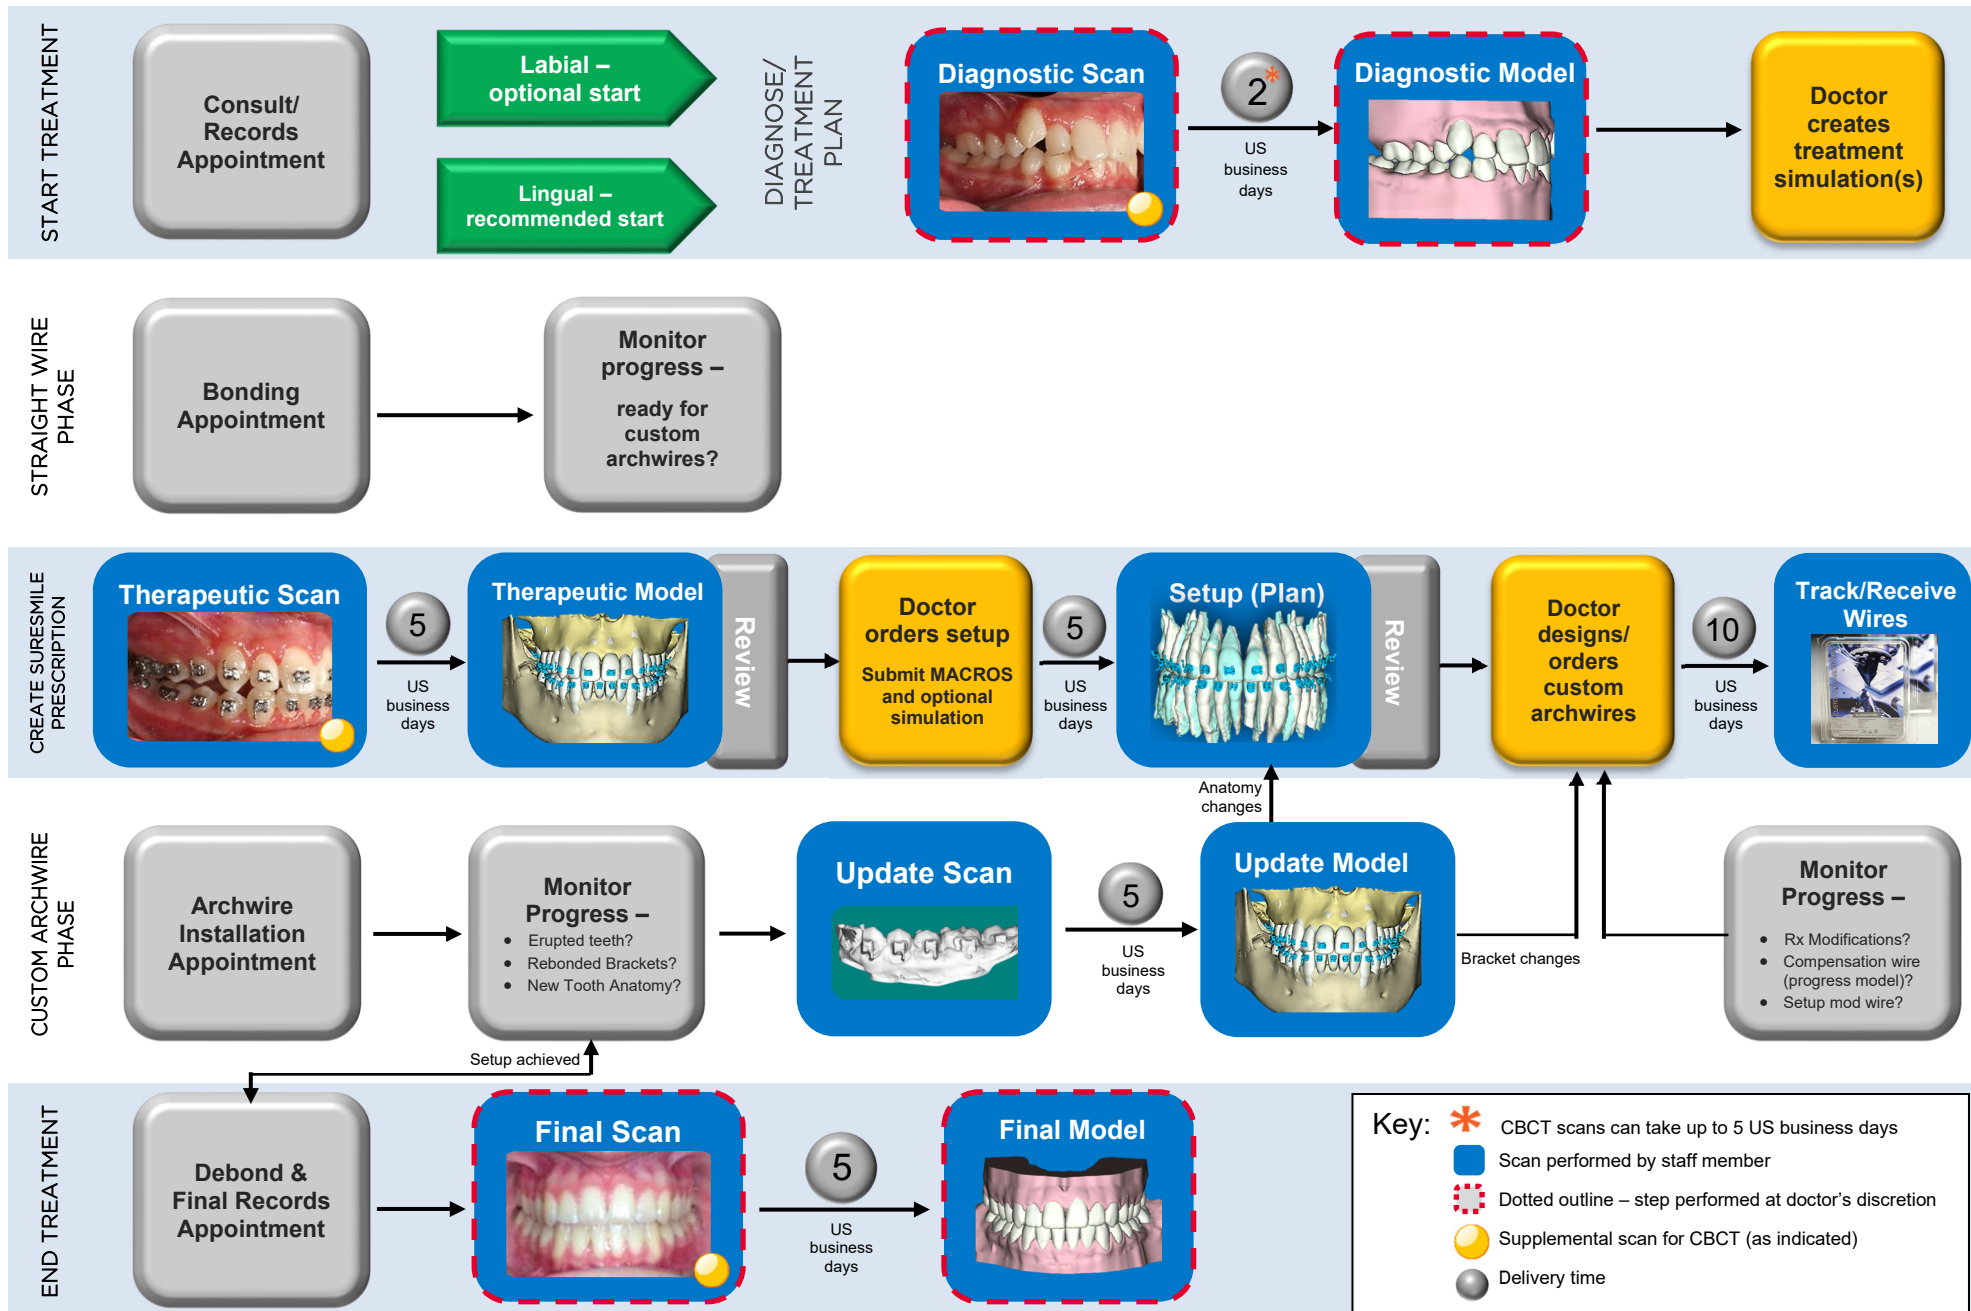 START TREATMENT
Consult/
Records
Appointment
Labial –
optional start
Lingual –
recommended start
DIAGNOSE/
TREATMENT
PLAN
Diagnostic Scan
2*
US
business
days
Diagnostic Model
Doctor
creates
treatment
simulation(s)
STRAIGHT WIRE
PHASE
Bonding
Appointment
Monitor
progress –
ready for
custom
archwires?
CREATE SURESMILE
PRESCRIPTION
Therapeutic Scan
5
US
business
days
Therapeutic Model
Review
Doctor
orders setup
Submit MACROS
and optional
simulation
5
US
business
days
Setup (Plan)
Review
Doctor
designs/
orders
custom
archwires
10
US
business
days
Track/Receive
Wires
CUSTOM ARCHWIRE
PHASE
Archwire
Installation
Appointment
Monitor
Progress –
• Erupted teeth?
• Rebonded Brackets?
• New Tooth Anatomy?
Update Scan
5
US
business
days
Anatomy
changes
Update Model
Bracket changes
Monitor
Progress –
• Rx Modifications?
• Compensation wire
(progress model)?
• Setup mod wire?
Setup achieved
END TREATMENT
Debond &
Final Records
Appointment
Final Scan
5
US
business
days
Final Model
Key:
* CBCT scans can take up to 5 US business days
Scan performed by staff member
Dotted outline – step performed at doctor's discretion
Supplemental scan for CBCT (as indicated)
Delivery time